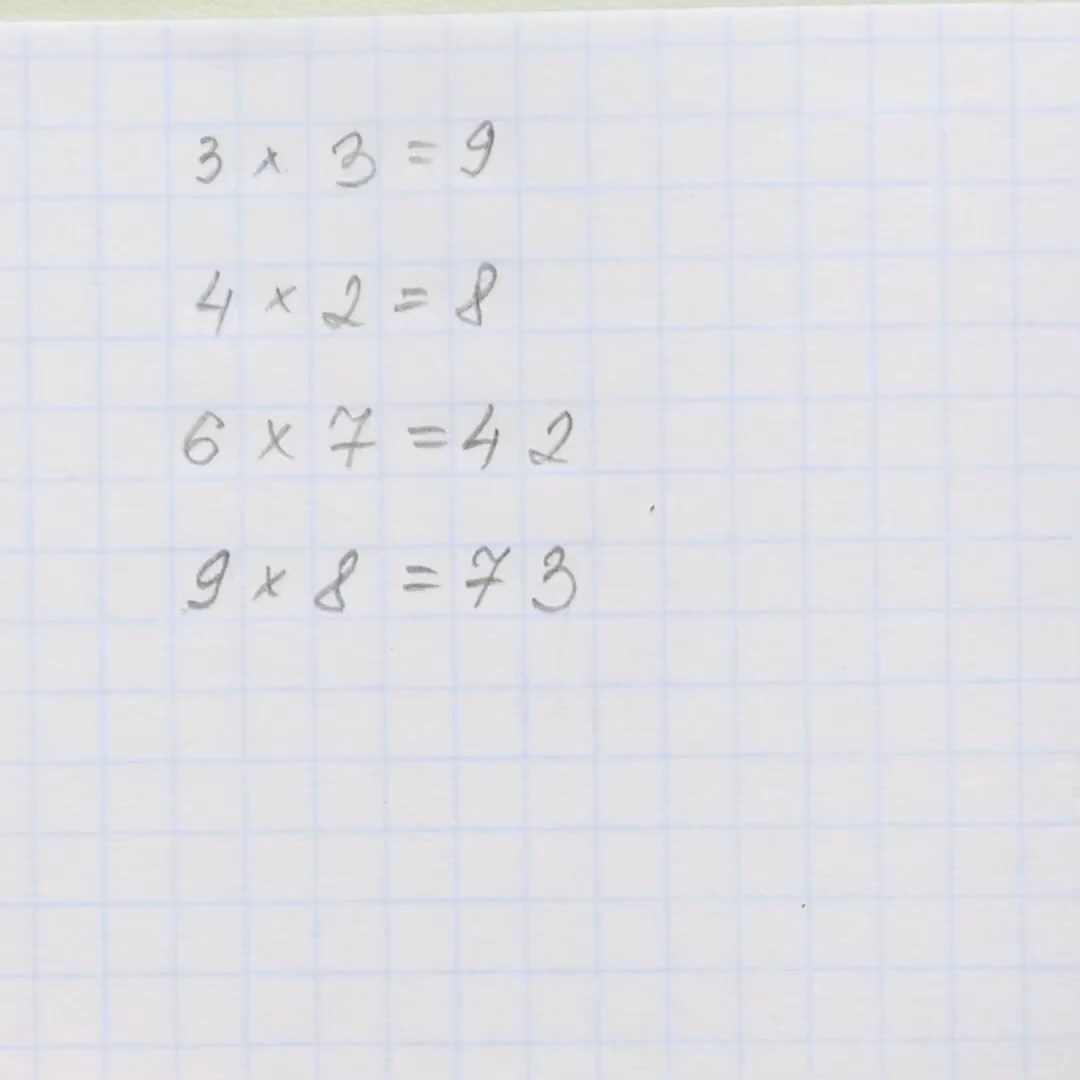 3 × 3 = 9
4 × 2 = 8
6 × 7 = 42
9 × 8 = 73